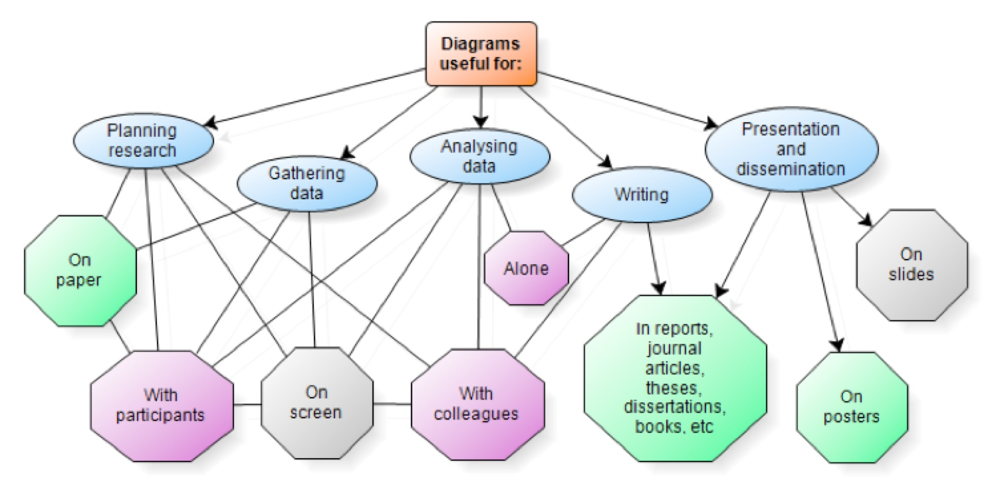 Diagrams
useful for:
Planning
research
Gathering
data
Analysing
data
Writing
Presentation
and
dissemination
On
paper
Alone
On
slides
With
participants
On
screen
With
colleagues
In reports,
journal
articles,
theses,
dissertations,
books, etc
On
posters